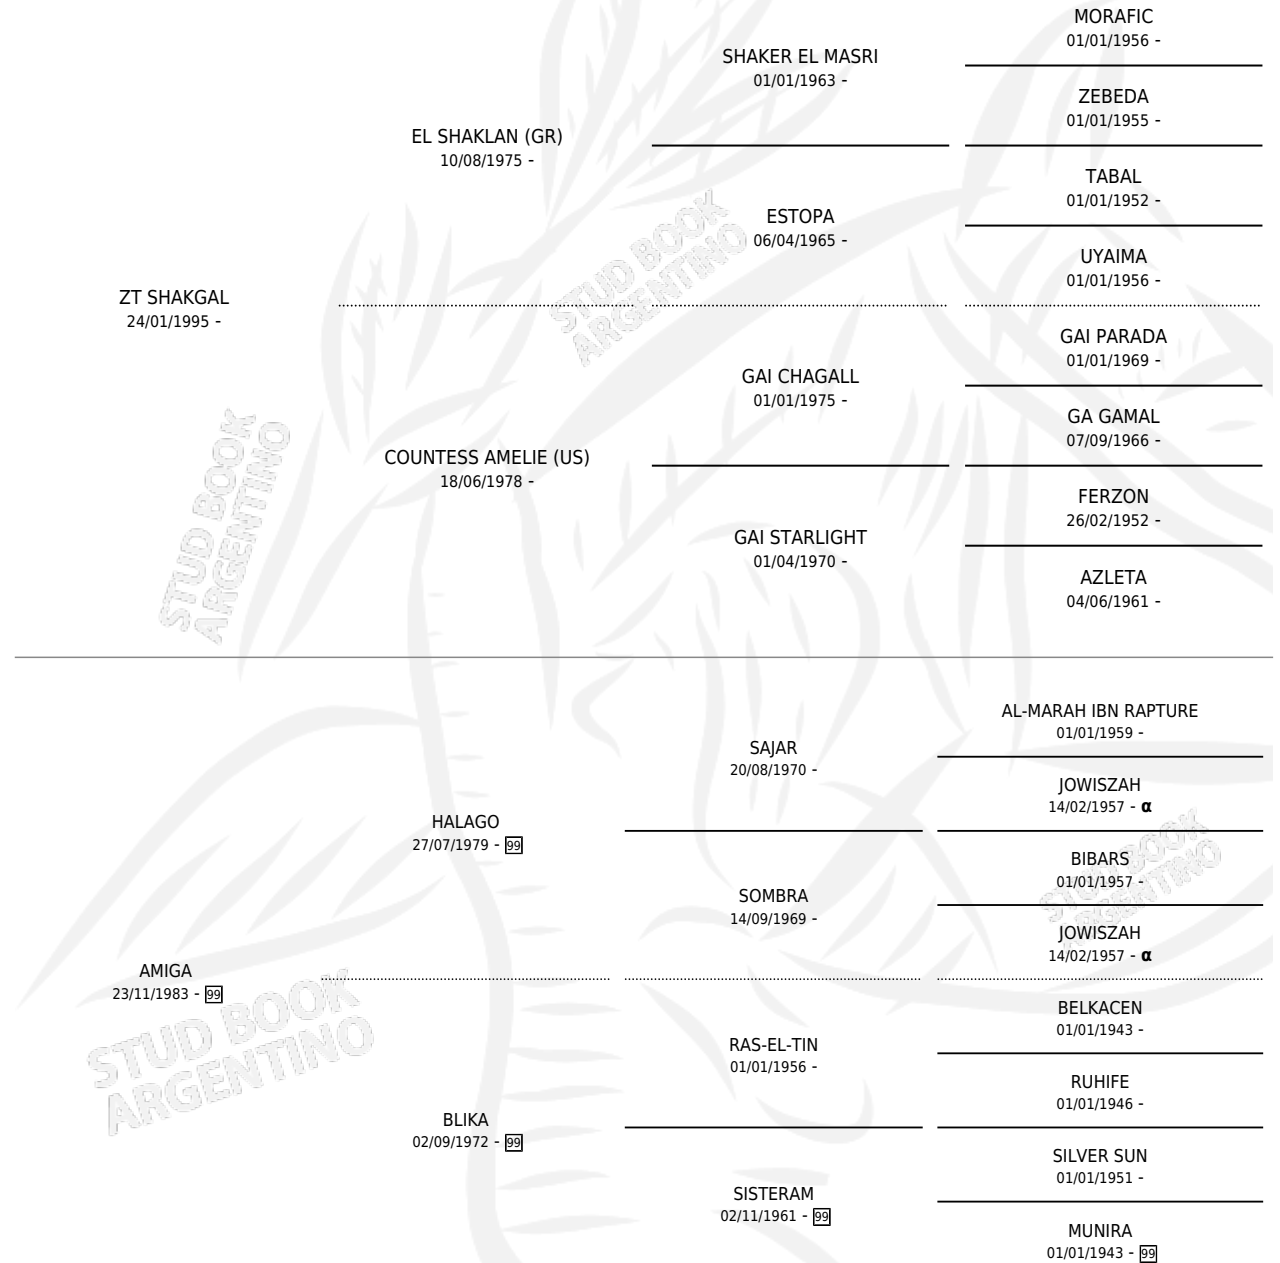 MORAFIC
01/01/1956 -
SHAKER EL MASRI
01/01/1963 -
ZEBEDA
01/01/1955 -
EL SHAKLAN (GR)
10/08/1975 -
TABAL
01/01/1952 -
ESTOPA
06/04/1965 -
UYAIMA
01/01/1956 -
STUD BOOK
ARGENTINO
ZT SHAKGAL
24/01/1995 -
GAI PARADA
01/01/1969 -
GAI CHAGALL
01/01/1975 -
GA GAMAL
07/09/1966 -
COUNTESS AMELIE (US)
18/06/1978 -
FERZON
26/02/1952 -
GAI STARLIGHT
01/04/1970 -
AZLETA
04/06/1961 -
STUD BOOK
ARGENTINO
AL-MARAH IBN RAPTURE
01/01/1959 -
SAJAR
20/08/1970 -
JOWISZAH
14/02/1957 - α
HALAGO
27/07/1979 - 99
BIBARS
01/01/1957 -
SOMBRA
14/09/1969 -
JOWISZAH
14/02/1957 - α
STUD BOOK
ARGENTINO
AMIGA
23/11/1983 - 99
BELKACEN
01/01/1943 -
RAS-EL-TIN
01/01/1956 -
RUHIFE
01/01/1946 -
STUD BOOK
ARGENTINO
BLIKA
02/09/1972 - 99
SILVER SUN
01/01/1951 -
SISTERAM
02/11/1961 - 99
MUNIRA
01/01/1943 - 99